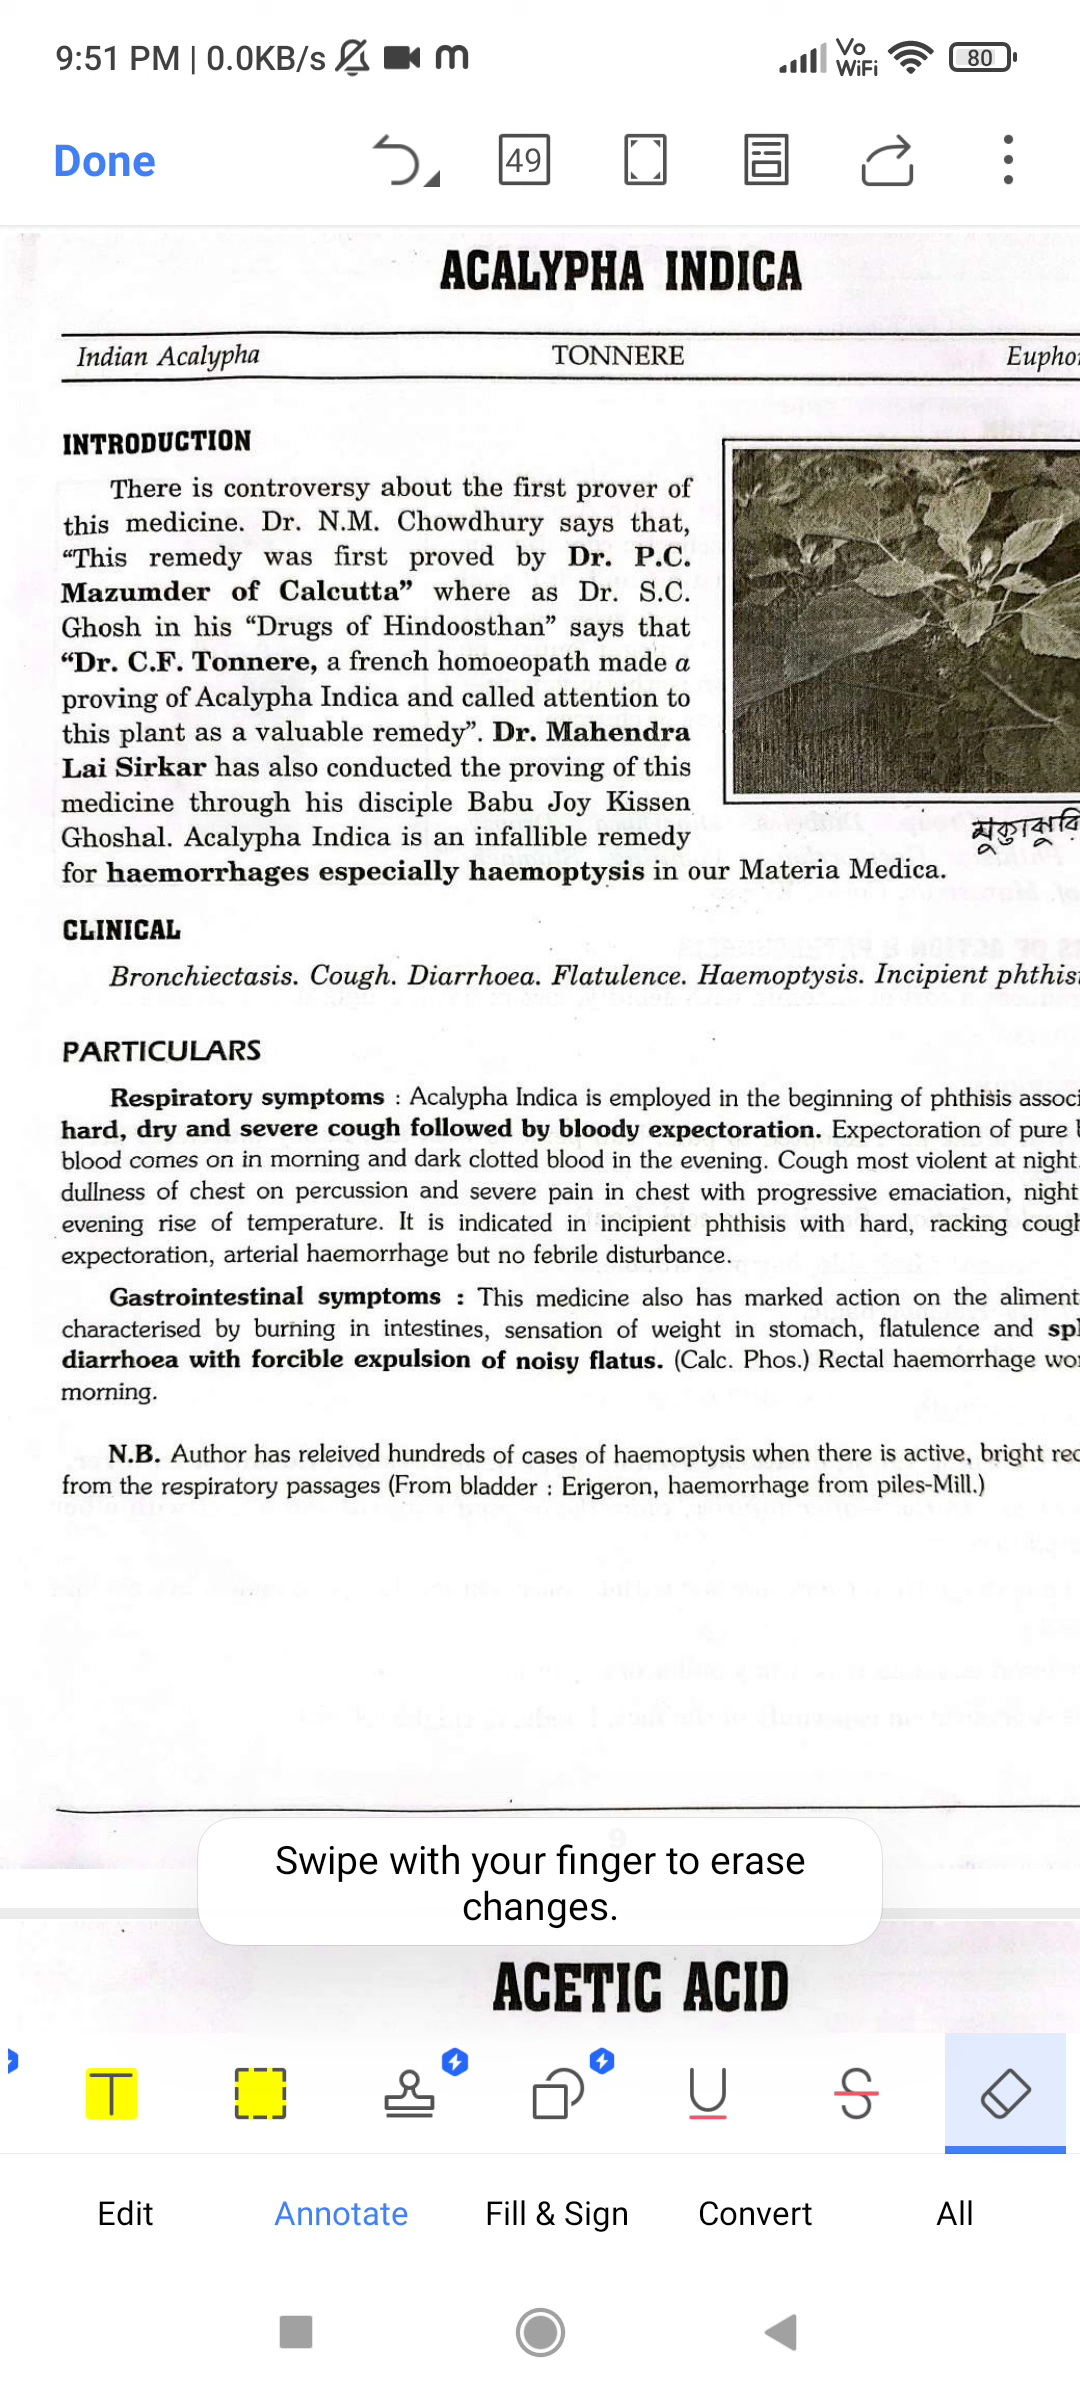 9:51 PM | 0.0KB/s m Vo WiFi 80
Done 49
ACALYPHA INDICA
Indian Acalypha TONNERE Euphor
INTRODUCTION
There is controversy about the first prover of
this medicine. Dr. N.M. Chowdhury says that,
“This remedy was first proved by Dr. P.C.
Mazumder of Calcutta” where as Dr. S.C.
Ghosh in his “Drugs of Hindoosthan” says that
“Dr. C.F. Tonnere, a french homoeopath made a
proving of Acalypha Indica and called attention to
this plant as a valuable remedy”. Dr. Mahendra
Lai Sirkar has also conducted the proving of this
medicine through his disciple Babu Joy Kissen
Ghoshal. Acalypha Indica is an infallible remedy
for haemorrhages especially haemoptysis in our Materia Medica.
CLINICAL
Bronchiectasis. Cough. Diarrhoea. Flatulence. Haemoptysis. Incipient phthis
PARTICULARS
Respiratory symptoms : Acalypha Indica is employed in the beginning of phthisis associ
hard, dry and severe cough followed by bloody expectoration. Expectoration of pure
blood comes on in morning and dark clotted blood in the evening. Cough most violent at night.
dullness of chest on percussion and severe pain in chest with progressive emaciation, night
evening rise of temperature. It is indicated in incipient phthisis with hard, racking cough
expectoration, arterial haemorrhage but no febrile disturbance.
Gastrointestinal symptoms : This medicine also has marked action on the aliment
characterised by burning in intestines, sensation of weight in stomach, flatulence and spl
diarrhoea with forcible expulsion of noisy flatus. (Calc. Phos.) Rectal haemorrhage wor
morning.
N.B. Author has releived hundreds of cases of haemoptysis when there is active, bright red
from the respiratory passages (From bladder : Erigeron, haemorrhage from piles-Mill.)
Swipe with your finger to erase
changes.
ACETIC ACID
T U S
Edit Annotate Fill & Sign Convert All